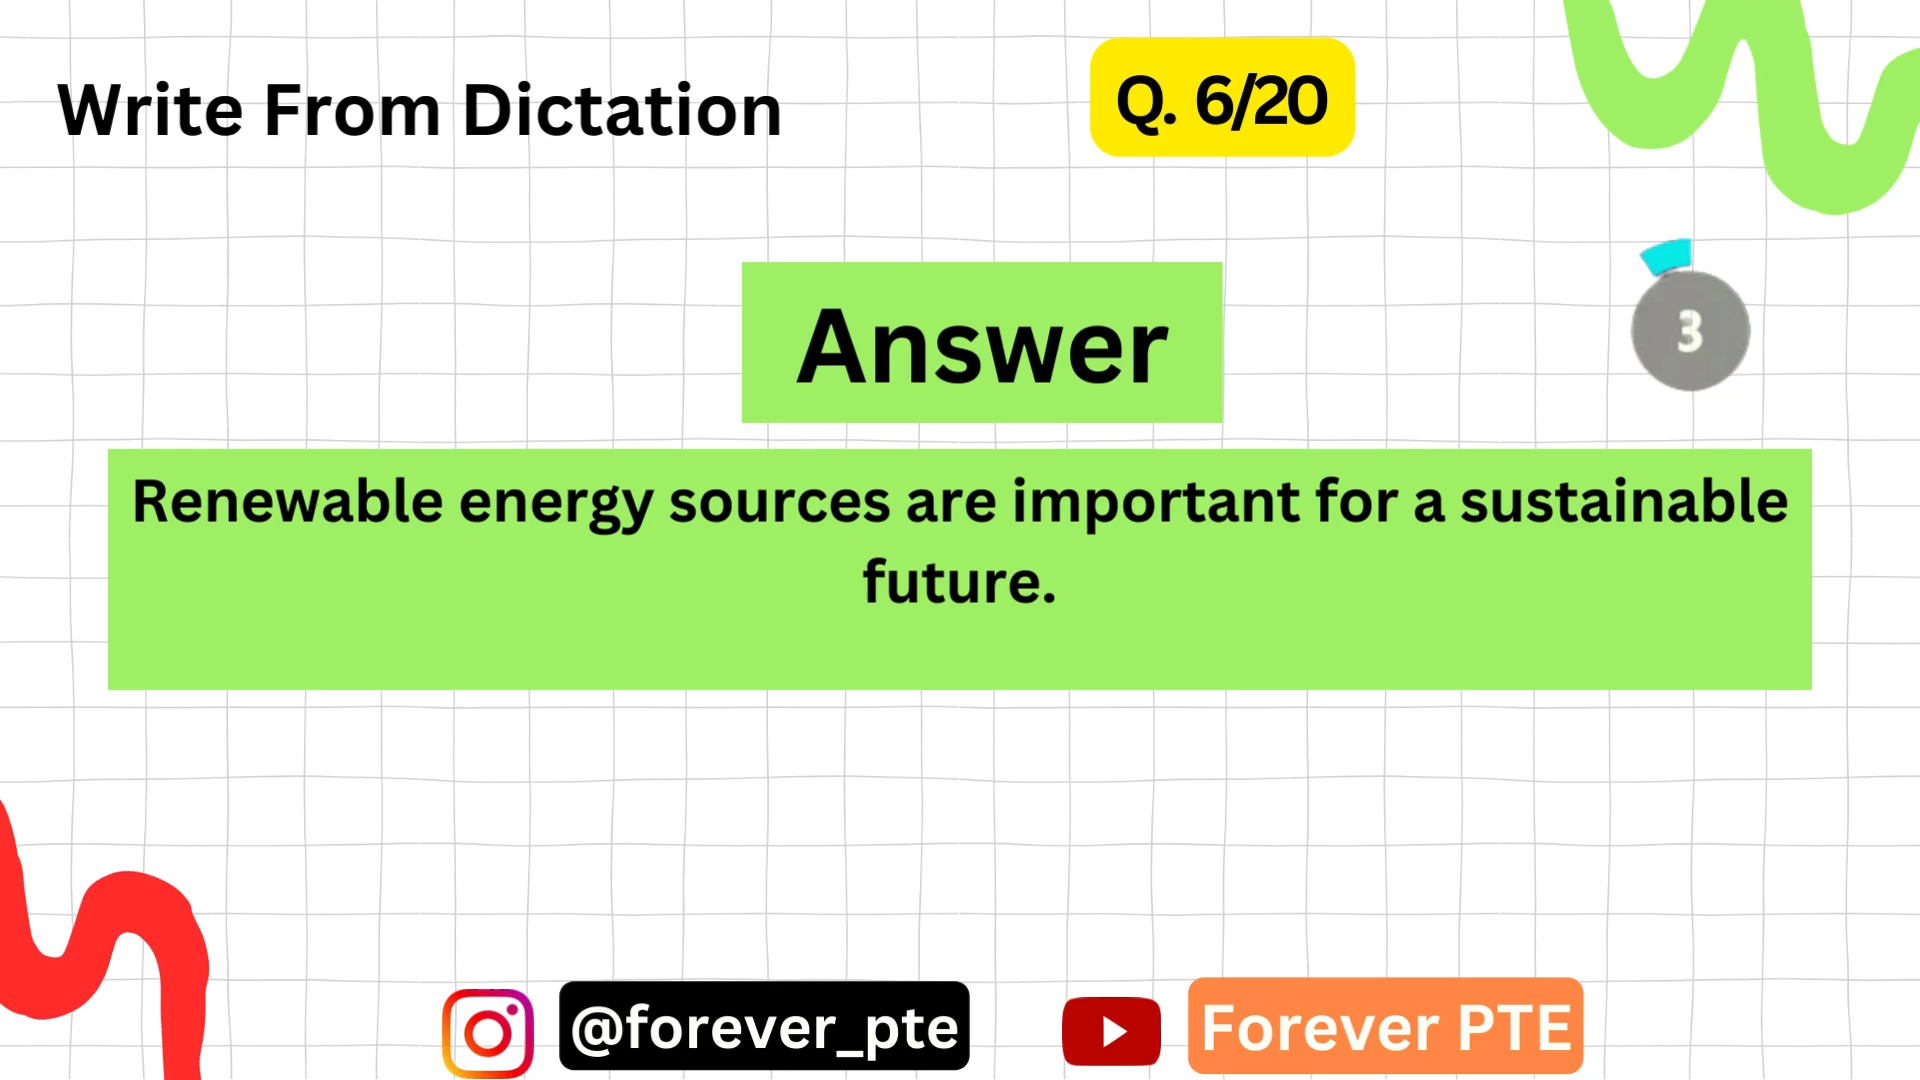 Write From Dictation
Q. 6/20
Answer
3
Renewable energy sources are important for a sustainable
future.
@forever_pte
Forever PTE